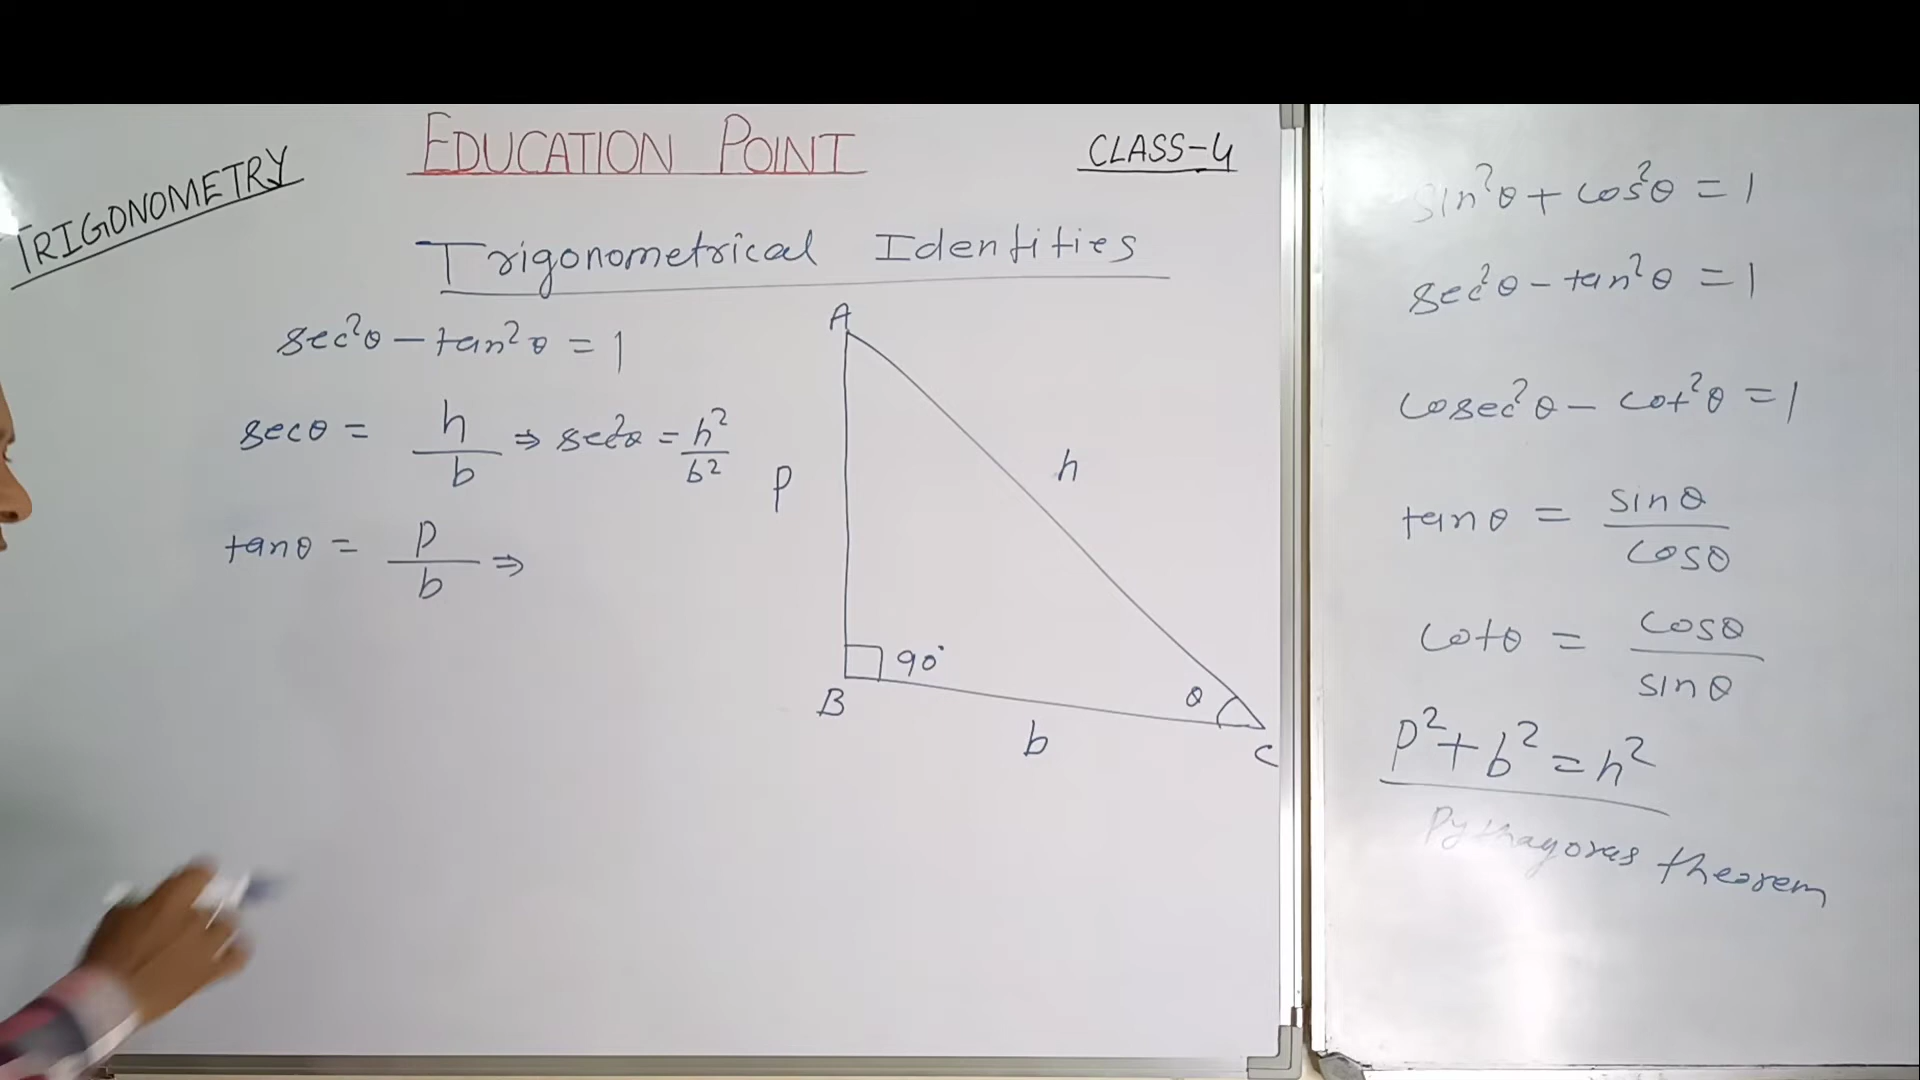 TRIGONOMETRY
EDUCATION POINT
CLASS-4
Trigonometrical Identities
sec²θ - tan²θ = 1
secθ = h/b ⇒ sec²θ = h²/b²
tanθ = p/b ⇒
A
p
h
90°
θ
B
b
C
sin²θ + cos²θ = 1
sec²θ - tan²θ = 1
cosec²θ - cot²θ = 1
tanθ = sinθ/cosθ
cotθ = cosθ/sinθ
p² + b² = h²
Pythagoras theorem